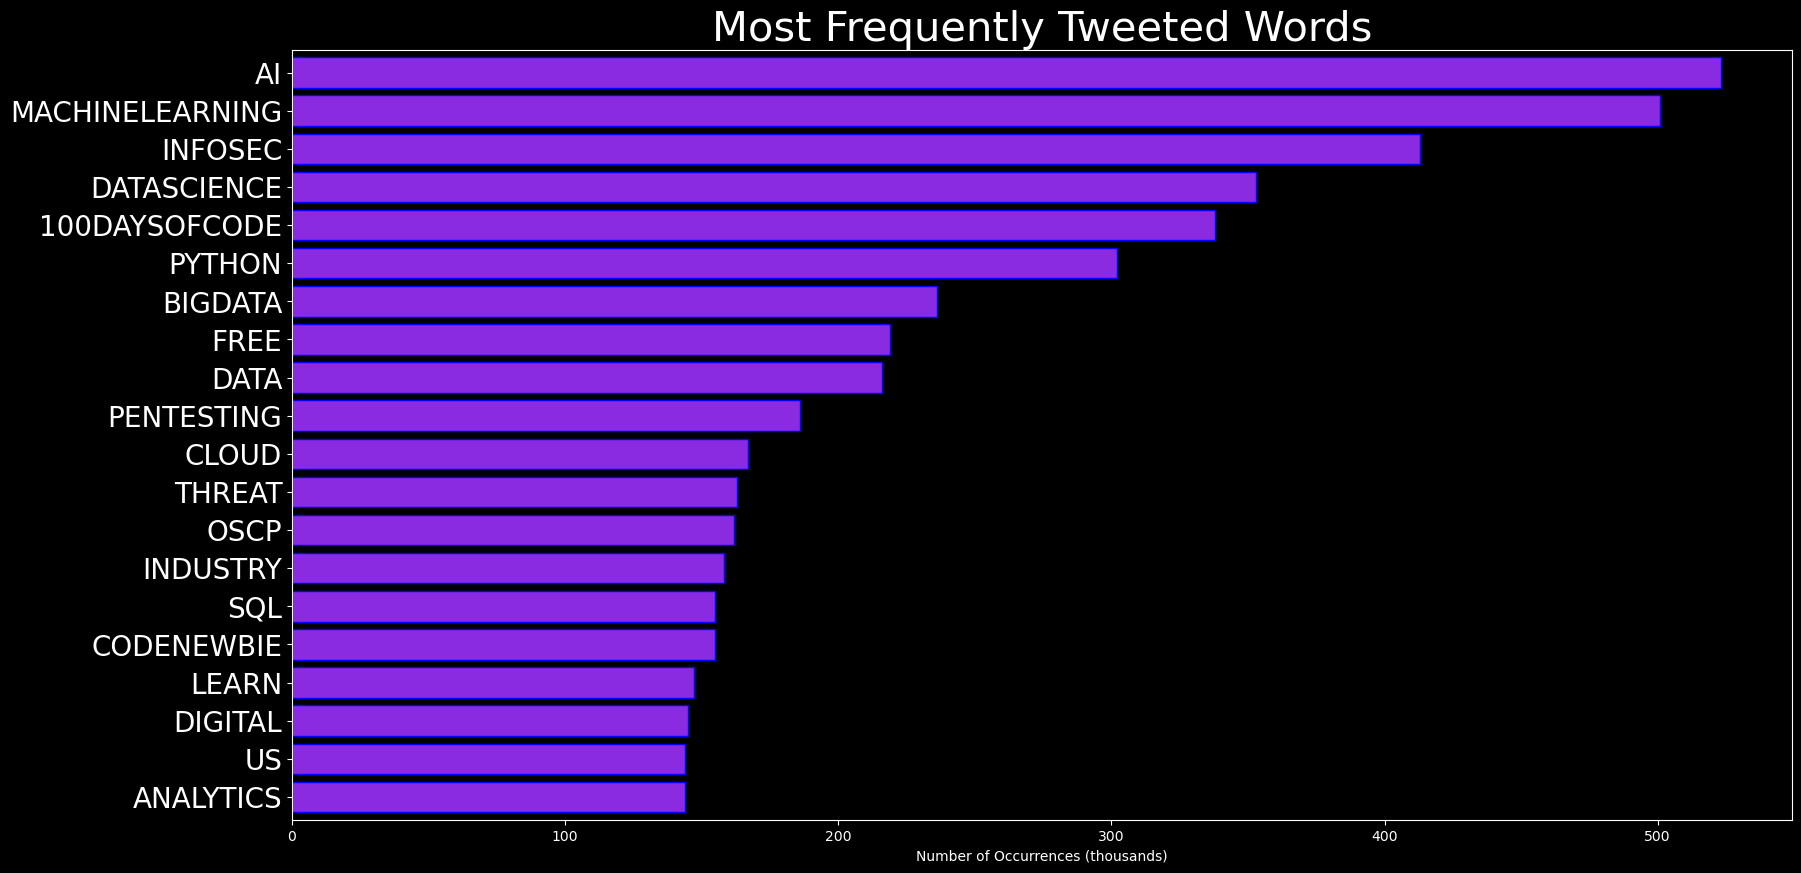 Most Frequently Tweeted Words
AI
MACHINELEARNING
INFOSEC
DATASCIENCE
100DAYSOFCODE
PYTHON
BIGDATA
FREE
DATA
PENTESTING
CLOUD
THREAT
OSCP
INDUSTRY
SQL
CODENEWBIE
LEARN
DIGITAL
US
ANALYTICS
0 100 200 300 400 500
Number of Occurrences (thousands)